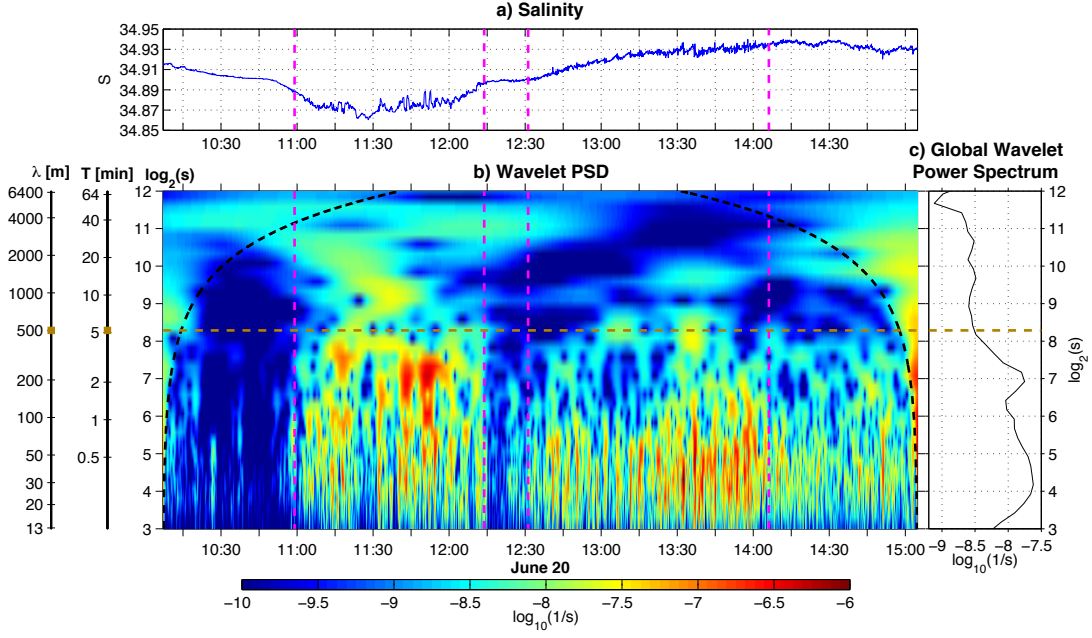 a) Salinity
S
34.95
34.93
34.91
34.89
34.87
34.85
10:30 11:00 11:30 12:00 12:30 13:00 13:30 14:00 14:30
λ [m] T [min] log₂(s) b) Wavelet PSD
c) Global Wavelet
Power Spectrum
6400 4000 2000 1000 500 200 100 50 30 20 13
64 40 20 10 5 2 1 0.5
12 11 10 9 8 7 6 5 4 3
10:30 11:00 11:30 12:00 12:30 13:00 13:30 14:00 14:30 15:00
June 20
12 11 10 9 8 7 6 5 4 3
log₂(s)
−9 −8.5 −8 −7.5
log₁₀(1/s)
−10 −9.5 −9 −8.5 −8 −7.5 −7 −6.5 −6
log₁₀(1/s)